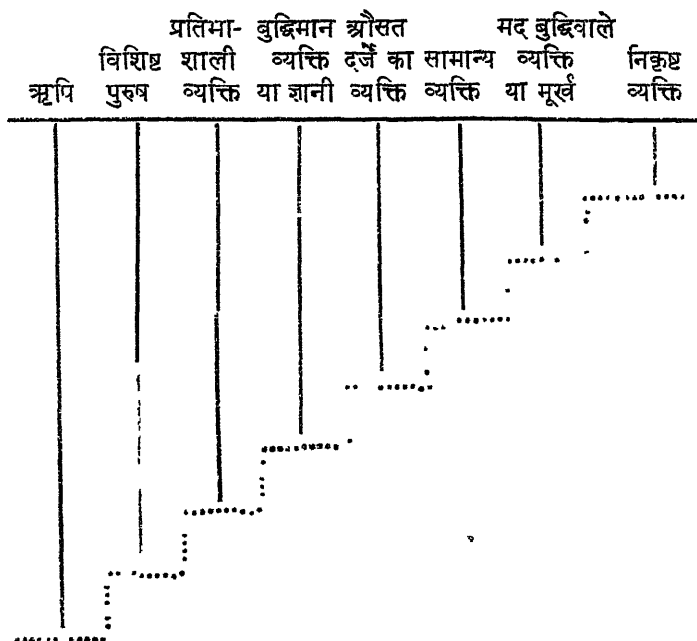 प्रतिभा- बुद्धिमान औसत मद बुद्धिवाले
विशिष्ट शाली व्यक्ति दर्जे का सामान्य व्यक्ति निकृष्ट
ऋषि पुरुष व्यक्ति या ज्ञानी व्यक्ति व्यक्ति या मूर्ख व्यक्ति